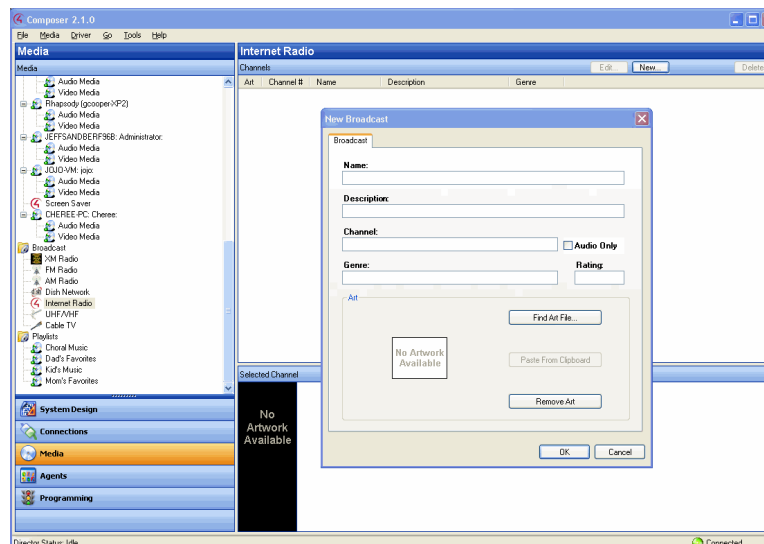 Composer 2.1.0
File Media Driver Go Tools Help
Media
Media
Audio Media
Video Media
Rhapsody (gcooper-XP2)
Audio Media
Video Media
JEFFSANDBERF96B: Administrator:
Audio Media
Video Media
JOJO-VM: jojo:
Audio Media
Video Media
Screen Saver
CHEREE-PC: Cheree:
Audio Media
Video Media
Broadcast
XM Radio
FM Radio
AM Radio
Dish Network
Internet Radio
UHF/VHF
Cable TV
Playlists
Choral Music
Dad's Favorites
Kid's Music
Mom's Favorites
System Design
Connections
Media
Agents
Programming
Director Status: Idle
Internet Radio
Channels Edit... New... Delete
Art Channel # Name Description Genre
New Broadcast
Broadcast
Name:
Description:
Channel:
Audio Only
Genre: Rating:
Art
No Artwork
Available
Find Art File...
Paste From Clipboard
Remove Art
OK Cancel
Selected Channel
No
Artwork
Available
Connected